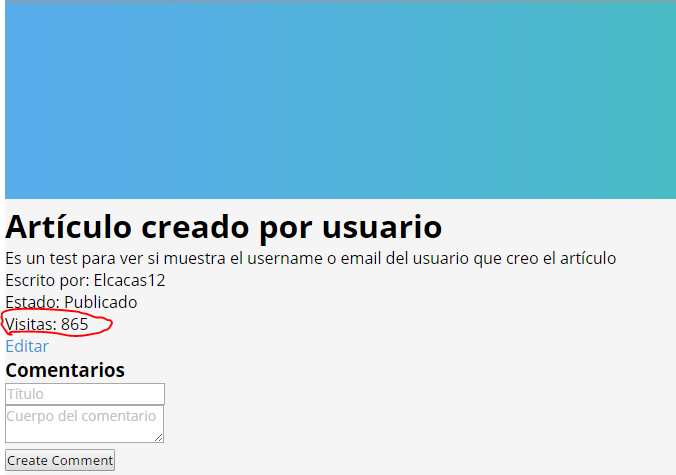 Artículo creado por usuario
Es un test para ver si muestra el username o email del usuario que creo el artículo
Escrito por: Elcacas12
Estado: Publicado
Visitas: 865
Editar
Comentarios
Título
Cuerpo del comentario
Create Comment